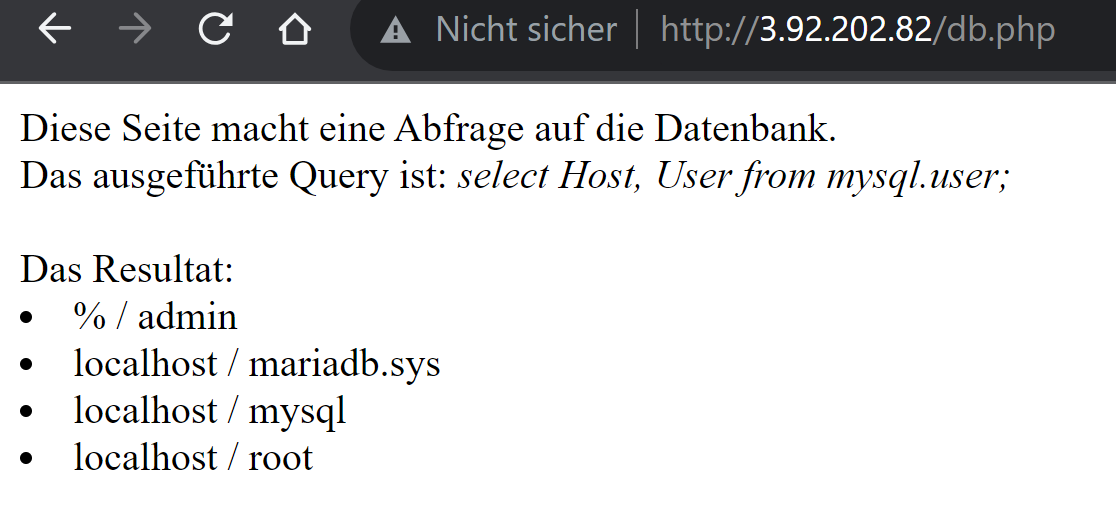 Nicht sicher | http://3.92.202.82/db.php
Diese Seite macht eine Abfrage auf die Datenbank.
Das ausgeführte Query ist: select Host, User from mysql.user;
Das Resultat:
• % / admin
• localhost / mariadb.sys
• localhost / mysql
• localhost / root